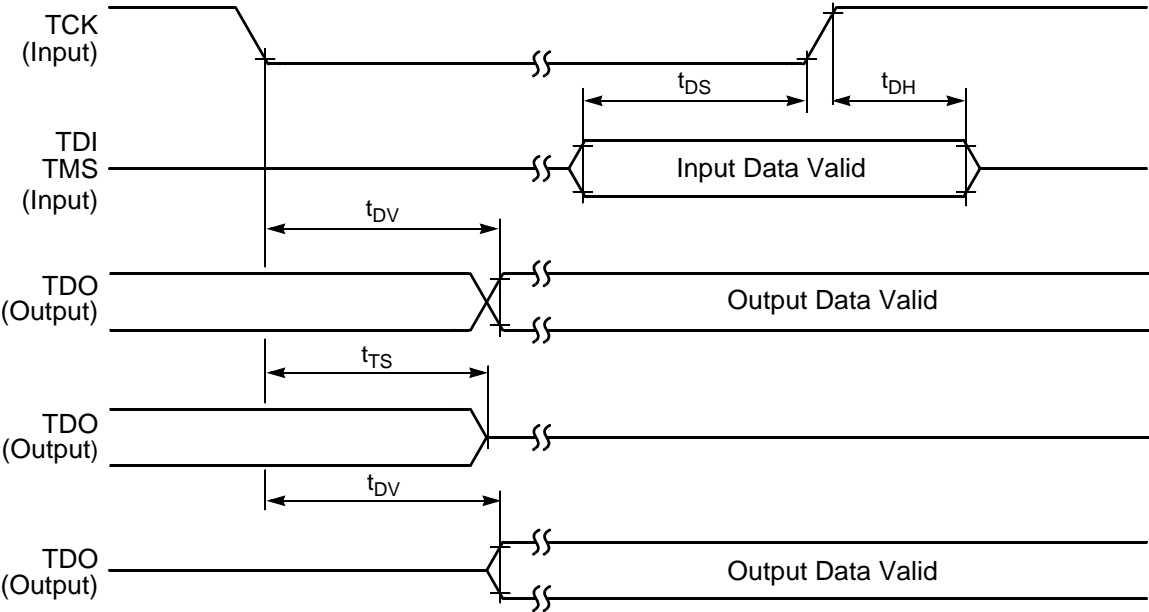 TCK
(Input)
tDS
tDH
TDI
TMS
(Input)
Input Data Valid
tDV
TDO
(Output)
Output Data Valid
tTS
TDO
(Output)
tDV
TDO
(Output)
Output Data Valid